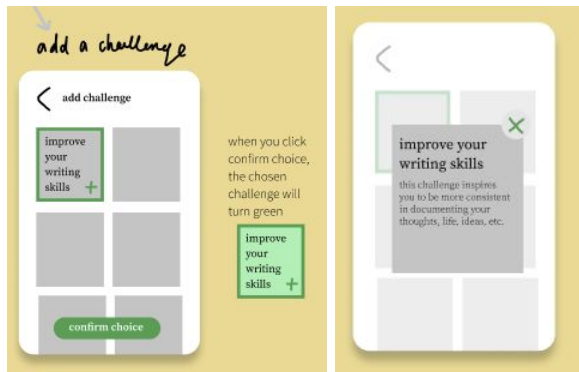 add a challenge
add challenge
improve
your
writing
skills
confirm choice
when you click
confirm choice,
the chosen
challenge will
turn green
improve
your
writing
skills
improve your
writing skills
this challenge inspires
you to be more consistent
in documenting your
thoughts, life, ideas, etc.